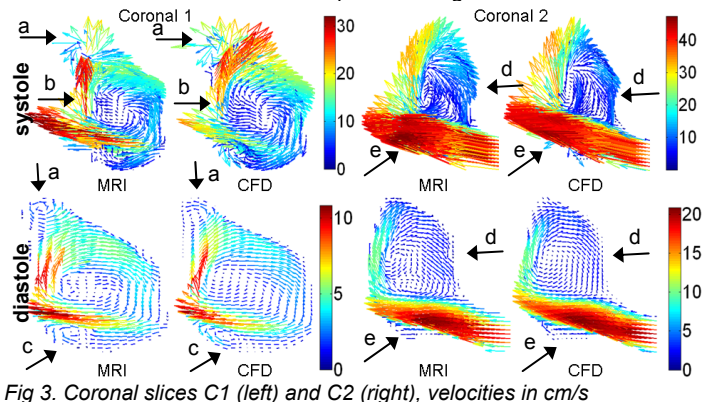 Coronal 1
Coronal 2
systole
a
a
b
b
30
20
10
0
d
d
e
e
40
30
20
10
MRI
CFD
MRI
CFD
diastole
a
a
c
c
10
5
0
d
d
e
e
20
15
10
5
0
MRI
CFD
MRI
CFD
Fig 3. Coronal slices C1 (left) and C2 (right), velocities in cm/s